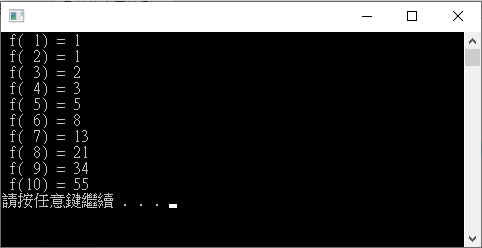 f( 1) = 1
f( 2) = 1
f( 3) = 2
f( 4) = 3
f( 5) = 5
f( 6) = 8
f( 7) = 13
f( 8) = 21
f( 9) = 34
f(10) = 55
請按任意鍵繼續 . . .